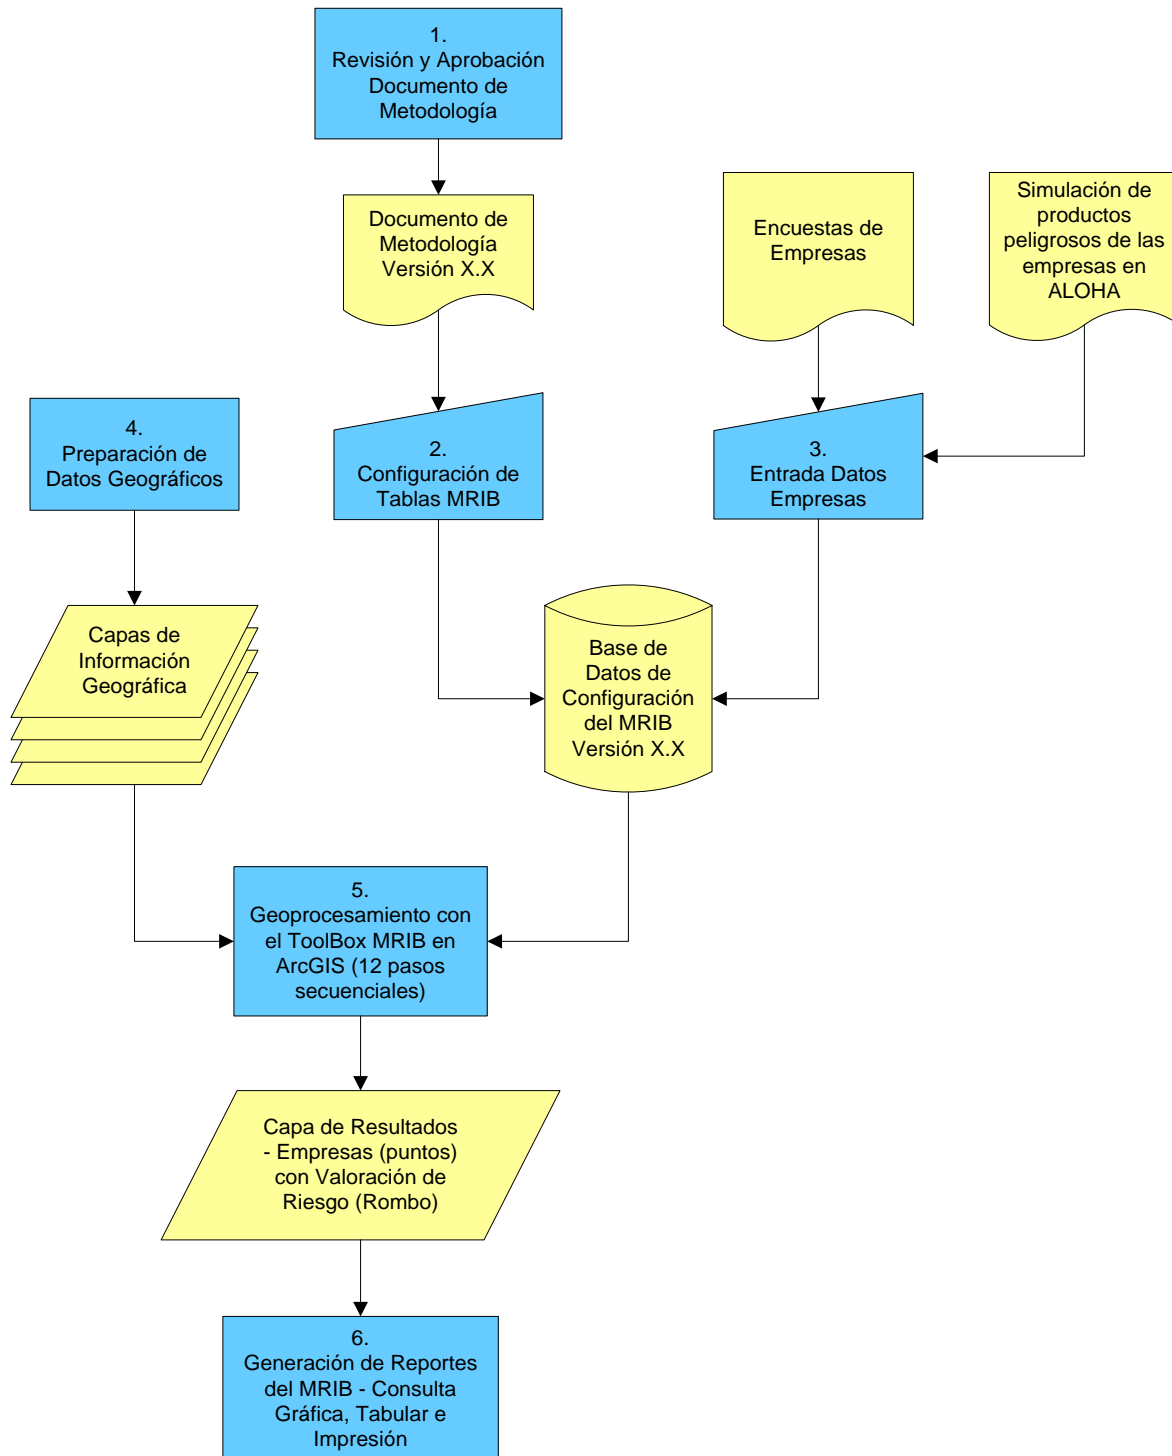 1.
Revisión y Aprobación
Documento de
Metodología
Documento de
Metodología
Versión X.X
Encuestas de
Empresas
Simulación de
productos
peligrosos de las
empresas en
ALOHA
4.
Preparación de
Datos Geográficos
2.
Configuración de
Tablas MRIB
3.
Entrada Datos
Empresas
Capas de
Información
Geográfica
Base de
Datos de
Configuración
del MRIB
Versión X.X
5.
Geoprocesamiento con
el ToolBox MRIB en
ArcGIS (12 pasos
secuenciales)
Capa de Resultados
- Empresas (puntos)
con Valoración de
Riesgo (Rombo)
6.
Generación de Reportes
del MRIB - Consulta
Gráfica, Tabular e
Impresión